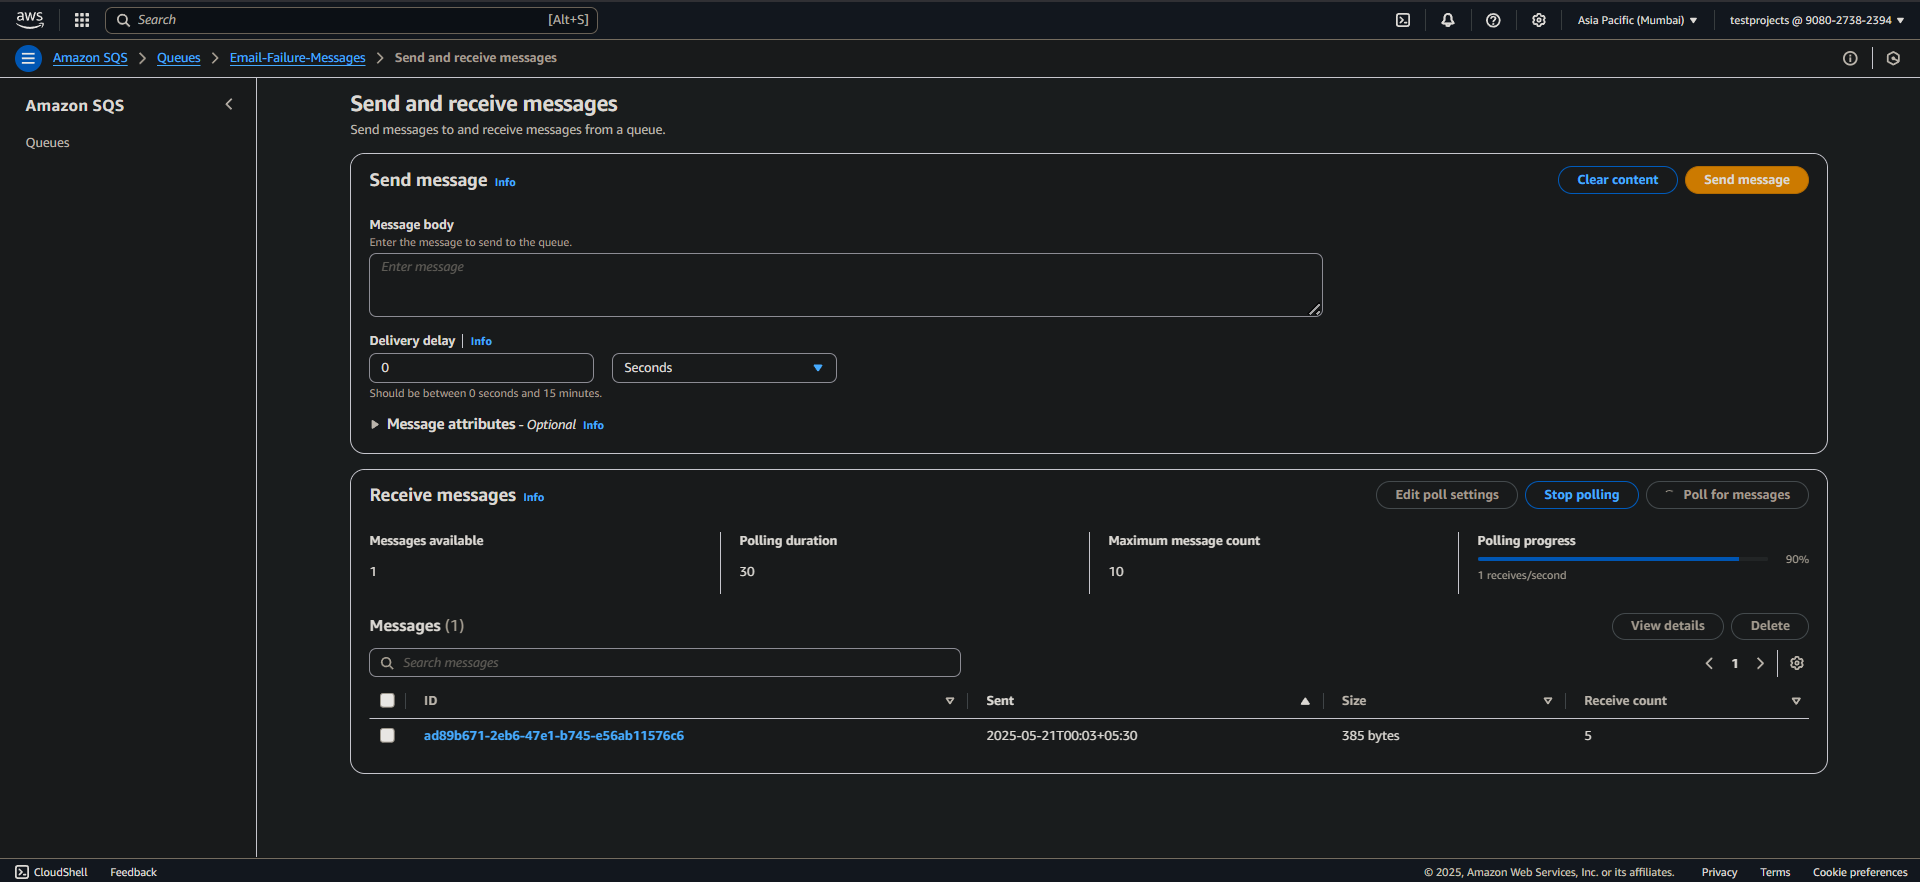 aws
Search [Alt+S]
Asia Pacific (Mumbai) ▼
testprojects @ 9080-2738-2394 ▼
Amazon SQS > Queues > Email-Failure-Messages > Send and receive messages
Amazon SQS
Queues
Send and receive messages
Send messages to and receive messages from a queue.
Send message Info
Clear content
Send message
Message body
Enter the message to send to the queue.
Enter message
Delivery delay | Info
0
Seconds
Should be between 0 seconds and 15 minutes.
Message attributes - Optional Info
Receive messages Info
Edit poll settings
Stop polling
Poll for messages
Messages available
1
Polling duration
30
Maximum message count
10
Polling progress
90%
1 receives/second
Messages (1)
View details
Delete
Search messages
1
ID Sent Size Receive count
ad89b671-2eb6-47e1-b745-e56ab11576c6 2025-05-21T00:03+05:30 385 bytes 5
CloudShell Feedback © 2025, Amazon Web Services, Inc. or its affiliates. Privacy Terms Cookie preferences